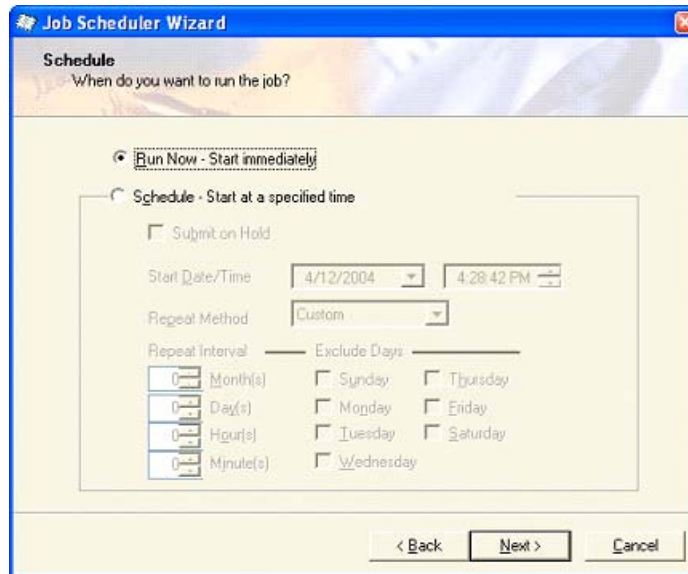 Job Scheduler Wizard
Schedule
When do you want to run the job?
Run Now - Start immediately
Schedule - Start at a specified time
Submit on Hold
Start Date/Time 4/12/2004 4:28:42 PM
Repeat Method Custom
Repeat Interval Exclude Days
0 Month(s) Sunday Thursday
0 Day(s) Monday Friday
0 Hour(s) Tuesday Saturday
0 Minute(s) Wednesday
< Back Next > Cancel